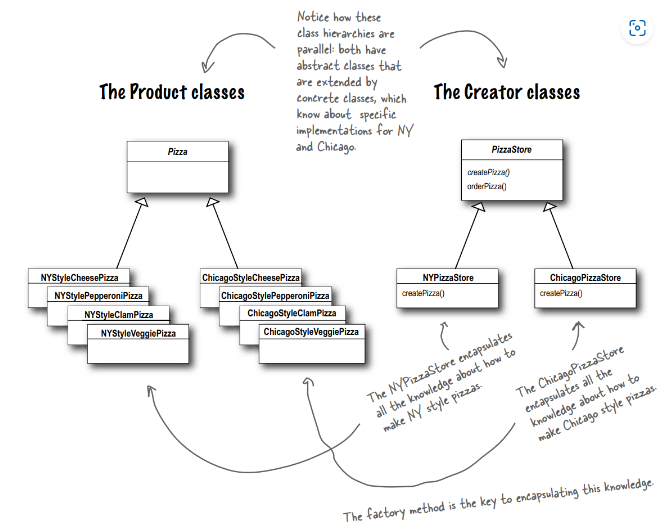 Notice how these
class hierarchies are
parallel: both have
abstract classes that
are extended by
concrete classes, which
know about specific
implementations for NY
and Chicago.
The Product classes
The Creator classes
Pizza
PizzaStore
createPizza()
orderPizza()
NYStyleCheesePizza
NYStylePepperoniPizza
NYStyleClamPizza
NYStyleVeggiePizza
ChicagoStyleCheesePizza
ChicagoStylePepperoniPizza
ChicagoStyleClamPizza
ChicagoStyleVeggiePizza
NYPizzaStore
createPizza()
ChicagoPizzaStore
createPizza()
The NYPizzaStore encapsulates
all the knowledge about how to
make NY style pizzas.
The ChicagoPizzaStore
encapsulates all the
knowledge about how to
make Chicago style pizzas.
The factory method is the key to encapsulating this knowledge.